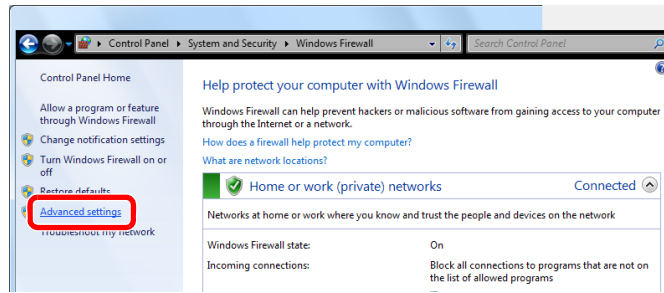 Control Panel ▸ System and Security ▸ Windows Firewall
Search Control Panel
Control Panel Home
Allow a program or feature
through Windows Firewall
Change notification settings
Turn Windows Firewall on or
off
Restore defaults
Advanced settings
Troubleshoot my network
Help protect your computer with Windows Firewall
Windows Firewall can help prevent hackers or malicious software from gaining access to your computer
through the Internet or a network.
How does a firewall help protect my computer?
What are network locations?
Home or work (private) networks Connected
Networks at home or work where you know and trust the people and devices on the network
Windows Firewall state: On
Incoming connections: Block all connections to programs that are not on
the list of allowed programs